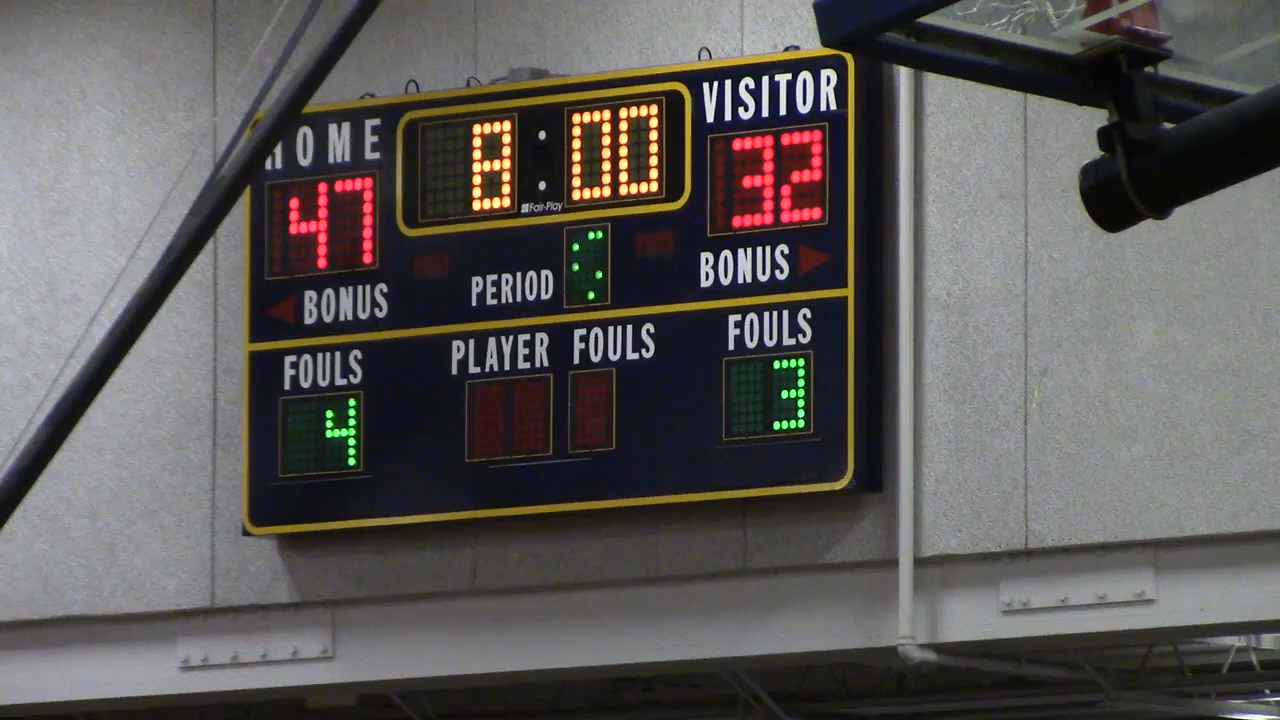 HOME 8:00 VISITOR
47 32
Fair-Play
BONUS PERIOD BONUS
FOULS PLAYER FOULS FOULS
4 3